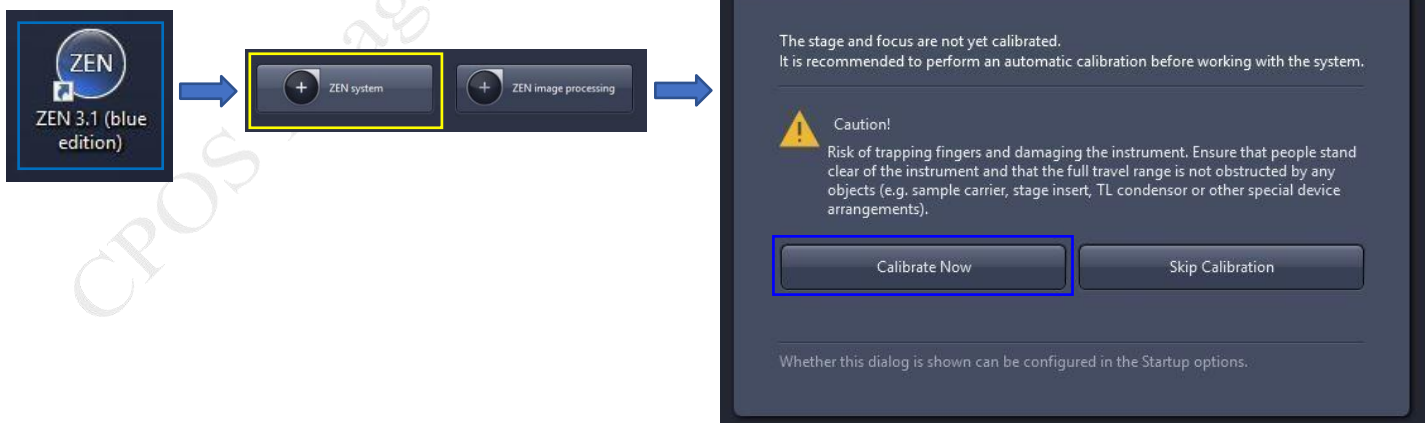 ZEN
ZEN 3.1 (blue
edition)
ZEN system
ZEN image processing
The stage and focus are not yet calibrated.
It is recommended to perform an automatic calibration before working with the system.
Caution!
Risk of trapping fingers and damaging the instrument. Ensure that people stand
clear of the instrument and that the full travel range is not obstructed by any
objects (e.g. sample carrier, stage insert, TL condensor or other special device
arrangements).
Calibrate Now
Skip Calibration
Whether this dialog is shown can be configured in the Startup options.
CPOS